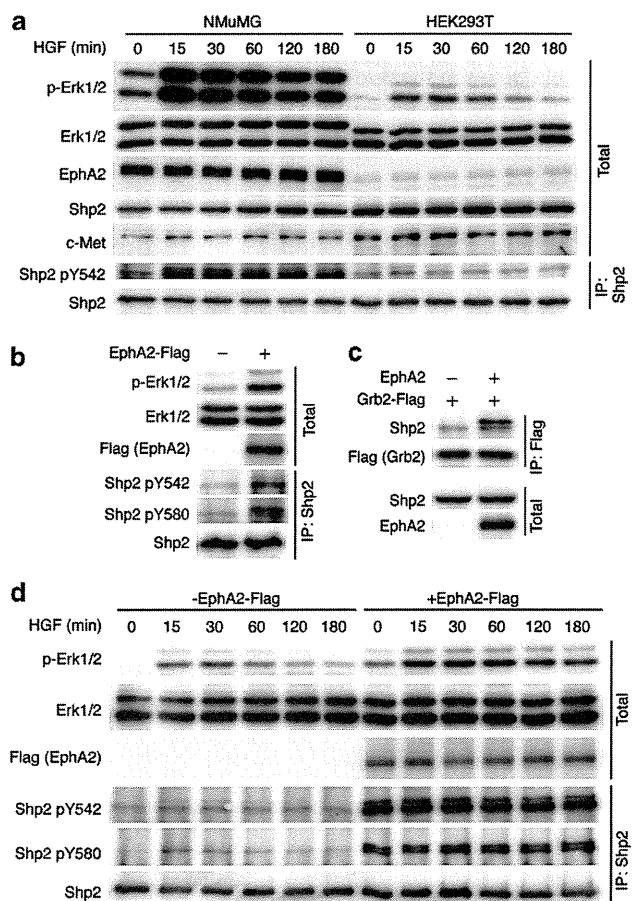 a
NMuMG HEK293T
HGF (min) 0 15 30 60 120 180 0 15 30 60 120 180
p-Erk1/2
Erk1/2
EphA2
Shp2
c-Met
Total
Shp2 pY542
Shp2
IP: Shp2
b
EphA2-Flag − +
p-Erk1/2
Erk1/2
Flag (EphA2)
Total
Shp2 pY542
Shp2 pY580
Shp2
IP: Shp2
c
EphA2 − +
Grb2-Flag + +
Shp2
Flag (Grb2)
IP: Flag
Shp2
EphA2
Total
d
-EphA2-Flag +EphA2-Flag
HGF (min) 0 15 30 60 120 180 0 15 30 60 120 180
p-Erk1/2
Erk1/2
Flag (EphA2)
Total
Shp2 pY542
Shp2 pY580
Shp2
IP: Shp2